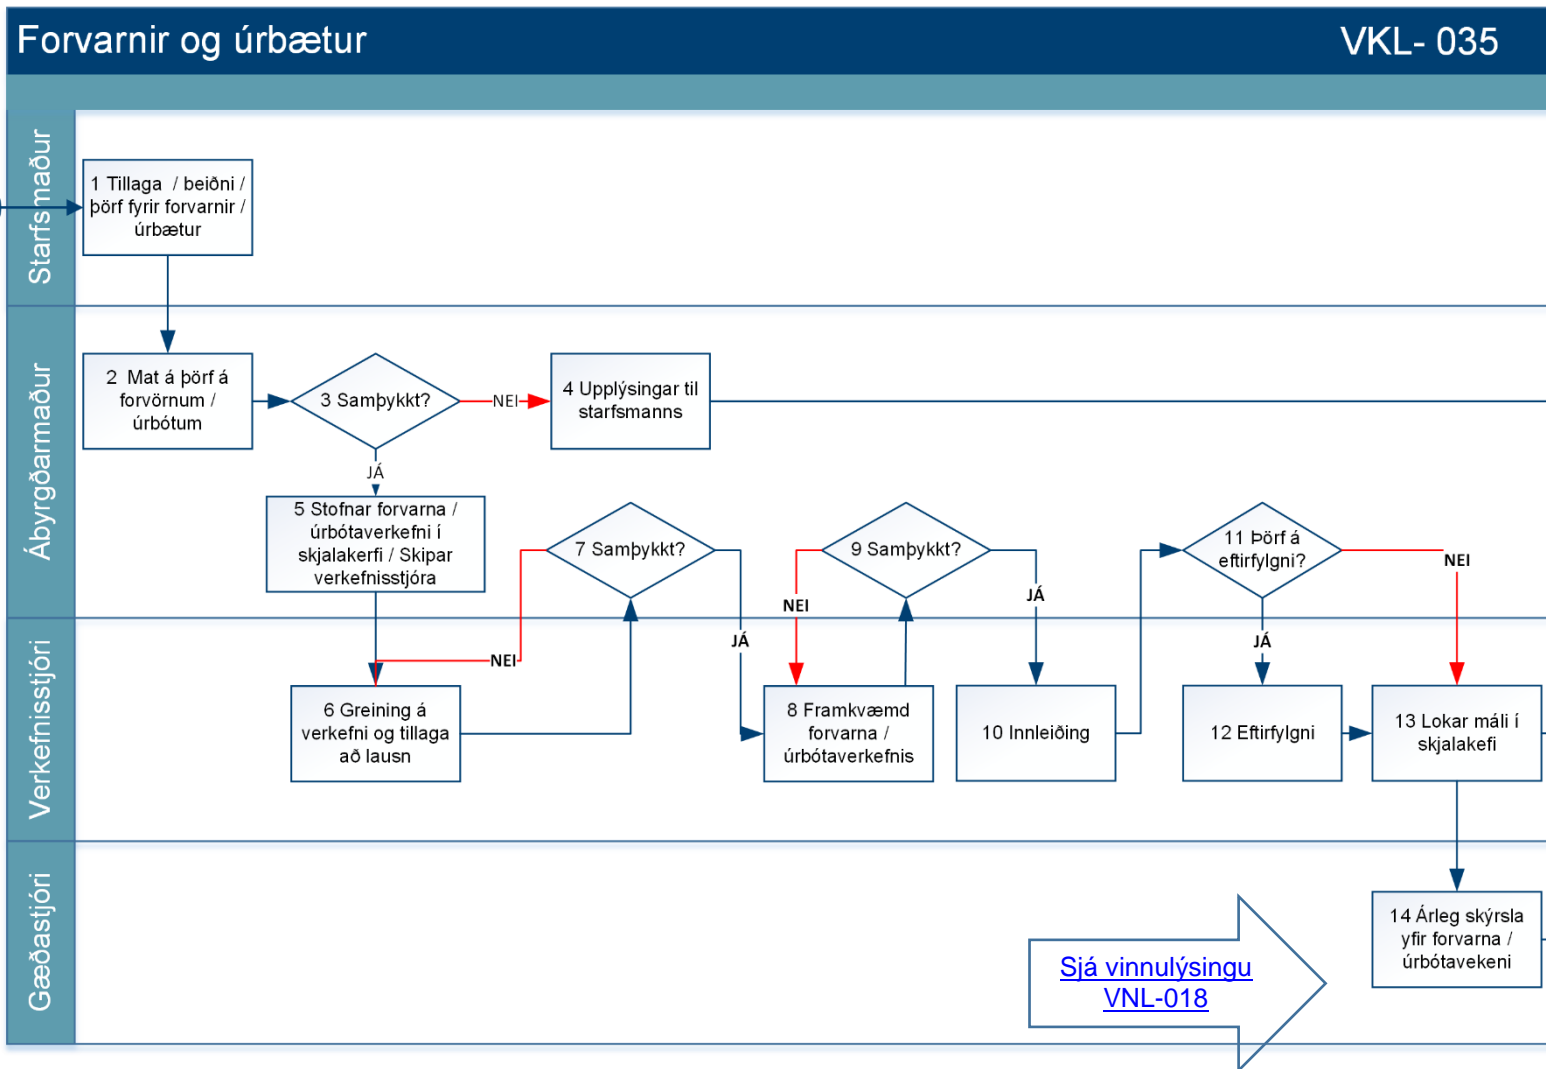 Forvarnir og úrbætur
VKL- 035
Starfsmaður
1 Tillaga / beiðni /
þörf fyrir forvarnir /
úrbætur
Ábyrgðarmaður
2 Mat á þörf á
forvörnum /
úrbótum
3 Samþykkt?
NEI
4 Upplýsingar til
starfsmanns
JÁ
5 Stofnar forvarna /
úrbótaverkefni í
skjalakerfi / Skipar
verkefnisstjóra
7 Samþykkt?
9 Samþykkt?
11 Þörf á
eftirfylgni?
NEI
NEI
JÁ
Verkefnisstjóri
NEI
JÁ
JÁ
6 Greining á
verkefni og tillaga
að lausn
8 Framkvæmd
forvarna /
úrbótaverkefnis
10 Innleiðing
12 Eftirfylgni
13 Lokar máli í
skjalakefi
Gæðastjóri
Sjá vinnulýsingu
VNL-018
14 Árleg skýrsla
yfir forvarna /
úrbótavekeni